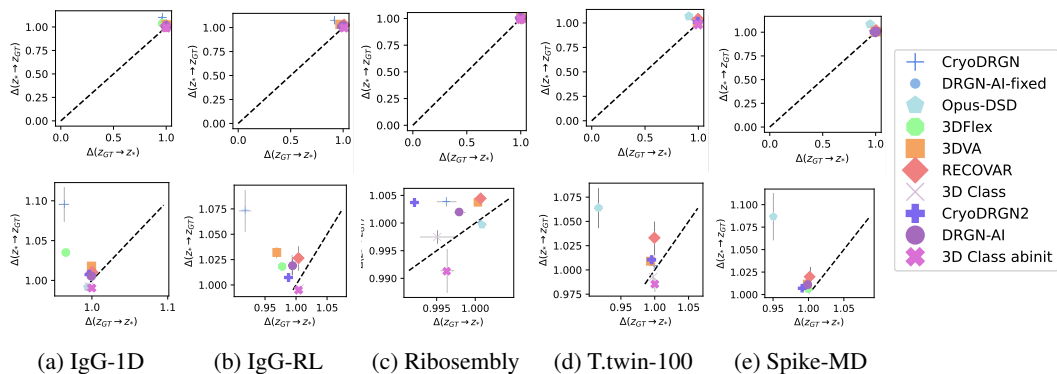 1.00
0.75
0.50
0.25
0.00
Δ(z* → zGT)
0.0
0.5
1.0
Δ(zGT → z*)
1.00
0.75
0.50
0.25
0.00
Δ(z* → zGT)
0.0
0.5
1.0
Δ(zGT → z*)
1.00
0.75
0.50
0.25
0.00
Δ(z* → zGT)
0.0
0.5
1.0
Δ(zGT → z*)
1.00
0.75
0.50
0.25
0.00
Δ(z* → zGT)
0.0
0.5
1.0
Δ(zGT → z*)
1.00
0.75
0.50
0.25
0.00
Δ(z* → zGT)
0.0
0.5
1.0
Δ(zGT → z*)
CryoDRGN
DRGN-AI-fixed
Opus-DSD
3DFlex
3DVA
RECOVAR
3D Class
CryoDRGN2
DRGN-AI
3D Class abinit
1.10
1.05
1.00
Δ(z* → zGT)
1.0
1.1
Δ(zGT → z*)
1.075
1.050
1.025
1.000
Δ(z* → zGT)
0.95
1.00
1.05
Δ(zGT → z*)
1.005
1.000
0.995
0.990
Δ(z* → zGT)
0.995
1.000
Δ(zGT → z*)
1.075
1.050
1.025
1.000
0.975
Δ(z* → zGT)
0.95
1.00
1.05
Δ(zGT → z*)
1.100
1.075
1.050
1.025
1.000
Δ(z* → zGT)
0.95
1.00
1.05
Δ(zGT → z*)
(a) IgG-1D
(b) IgG-RL
(c) Ribosembly
(d) T.twin-100
(e) Spike-MD